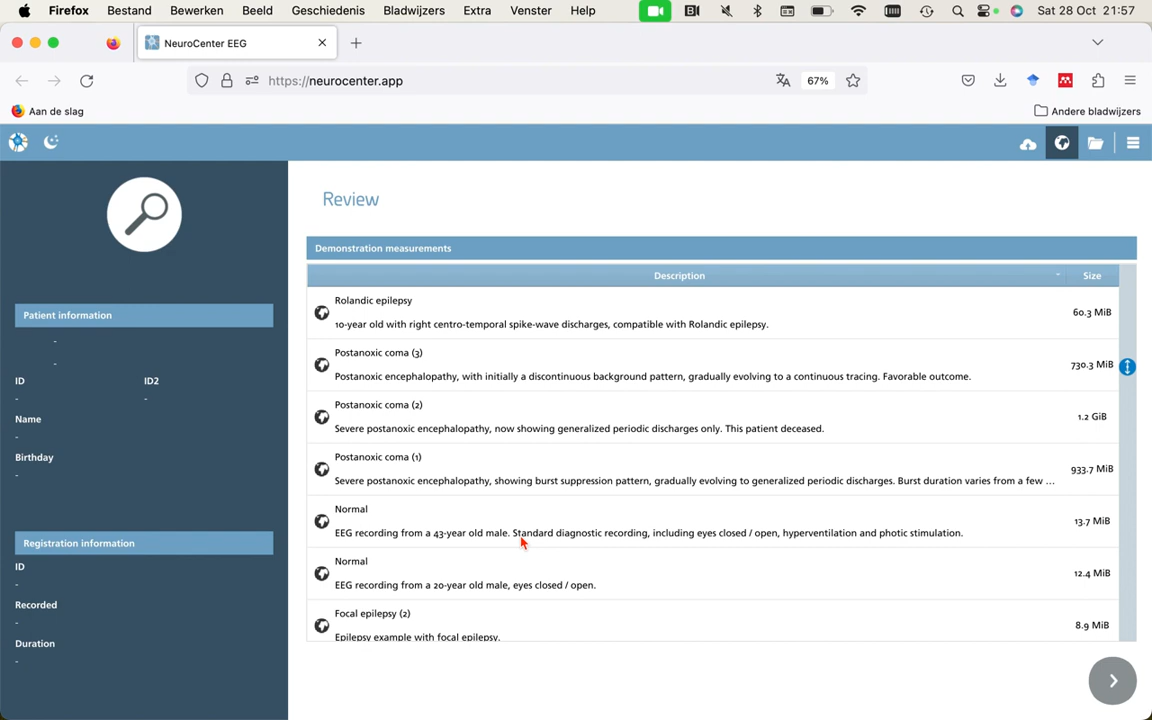 Firefox Bestand Bewerken Beeld Geschiedenis Bladwijzers Extra Venster Help Sat 28 Oct 21:57
NeuroCenter EEG
https://neurocenter.app 67%
Aan de slag Andere bladwijzers
Review
Demonstration measurements
Description Size
Rolandic epilepsy
10-year old with right centro-temporal spike-wave discharges, compatible with Rolandic epilepsy.
60.3 MiB
Postanoxic coma (3)
Postanoxic encephalopathy, with initially a discontinuous background pattern, gradually evolving to a continuous tracing. Favorable outcome.
730.3 MiB
Postanoxic coma (2)
Severe postanoxic encephalopathy, now showing generalized periodic discharges only. This patient deceased.
1.2 GiB
Postanoxic coma (1)
Severe postanoxic encephalopathy, showing burst suppression pattern, gradually evolving to generalized periodic discharges. Burst duration varies from a few ...
933.7 MiB
Normal
EEG recording from a 43-year old male. Standard diagnostic recording, including eyes closed / open, hyperventilation and photic stimulation.
13.7 MiB
Normal
EEG recording from a 20-year old male, eyes closed / open.
12.4 MiB
Focal epilepsy (2)
Epilepsy example with focal epilepsy.
8.9 MiB
Patient information
-
-
ID ID2
- -
Name
-
Birthday
-
Registration information
ID
-
Recorded
-
Duration
-